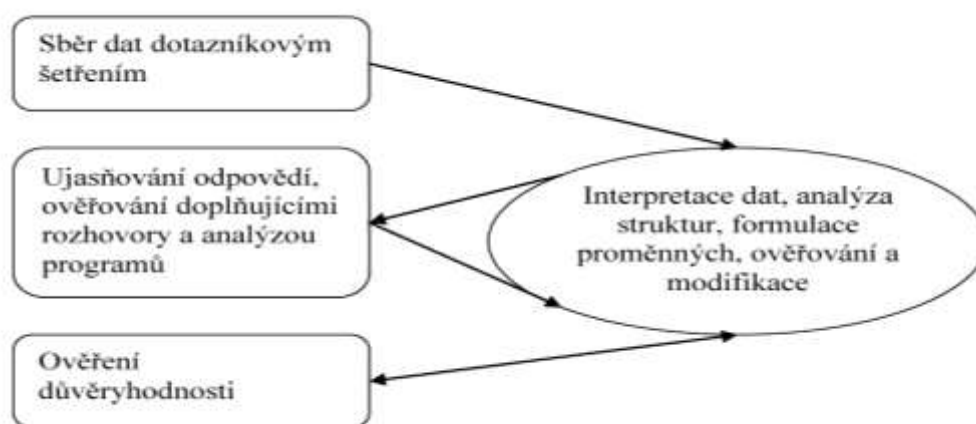 Sběr dat dotazníkovým
šetřením
Ujasňování odpovědí,
ověřování doplňujícími
rozhovory a analýzou
programů
Interpretace dat, analýza
struktur, formulace
proměnných, ověřování a
modifikace
Ověření
důvěryhodnosti